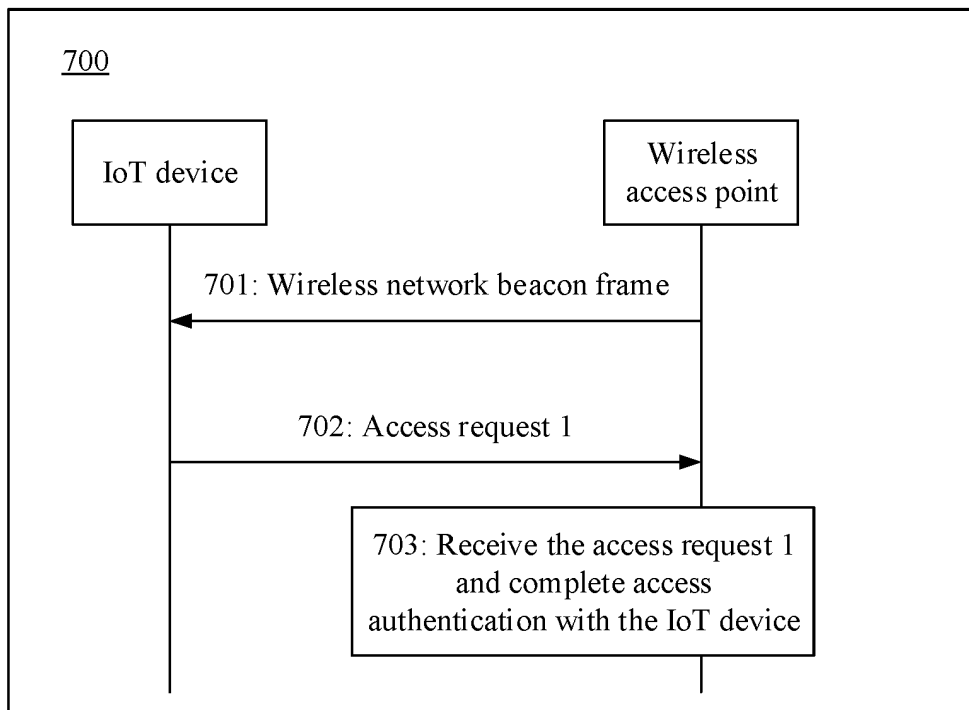 700
IoT device
Wireless
access point
701: Wireless network beacon frame
702: Access request 1
703: Receive the access request 1
and complete access
authentication with the IoT device